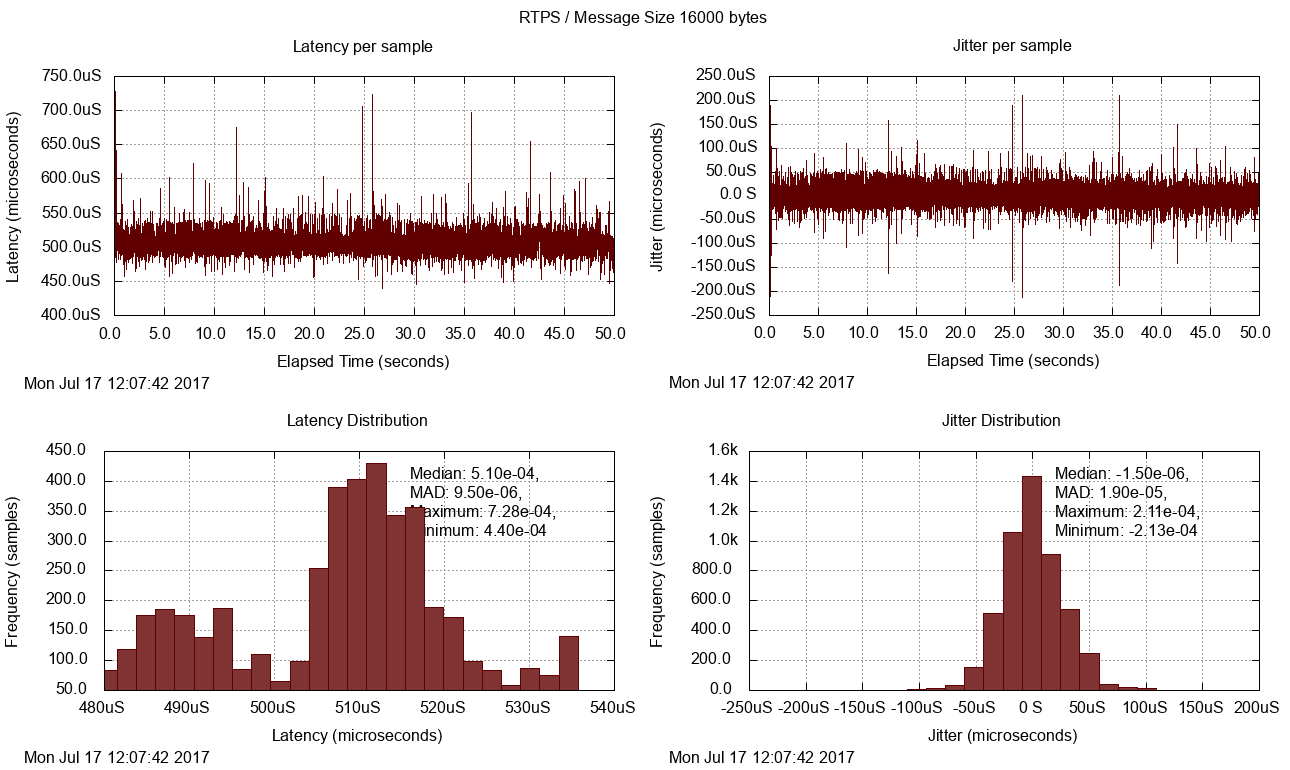 RTPS / Message Size 16000 bytes
Latency per sample
750.0uS
700.0uS
650.0uS
600.0uS
550.0uS
500.0uS
450.0uS
400.0uS
Latency (microseconds)
0.0 5.0 10.0 15.0 20.0 25.0 30.0 35.0 40.0 45.0 50.0
Elapsed Time (seconds)
Mon Jul 17 12:07:42 2017
Jitter per sample
250.0uS
200.0uS
150.0uS
100.0uS
50.0uS
0.0 S
-50.0uS
-100.0uS
-150.0uS
-200.0uS
-250.0uS
Jitter (microseconds)
0.0 5.0 10.0 15.0 20.0 25.0 30.0 35.0 40.0 45.0 50.0
Elapsed Time (seconds)
Mon Jul 17 12:07:42 2017
Latency Distribution
450.0
400.0
350.0
300.0
250.0
200.0
150.0
100.0
50.0
Frequency (samples)
Median: 5.10e-04,
MAD: 9.50e-06,
Maximum: 7.28e-04,
Minimum: 4.40e-04
480uS 490uS 500uS 510uS 520uS 530uS 540uS
Latency (microseconds)
Mon Jul 17 12:07:42 2017
Jitter Distribution
1.6k
1.4k
1.2k
1.0k
800.0
600.0
400.0
200.0
0.0
Frequency (samples)
Median: -1.50e-06,
MAD: 1.90e-05,
Maximum: 2.11e-04,
Minimum: -2.13e-04
-250uS -200uS -150uS -100uS -50uS 0 S 50uS 100uS 150uS 200uS
Jitter (microseconds)
Mon Jul 17 12:07:42 2017